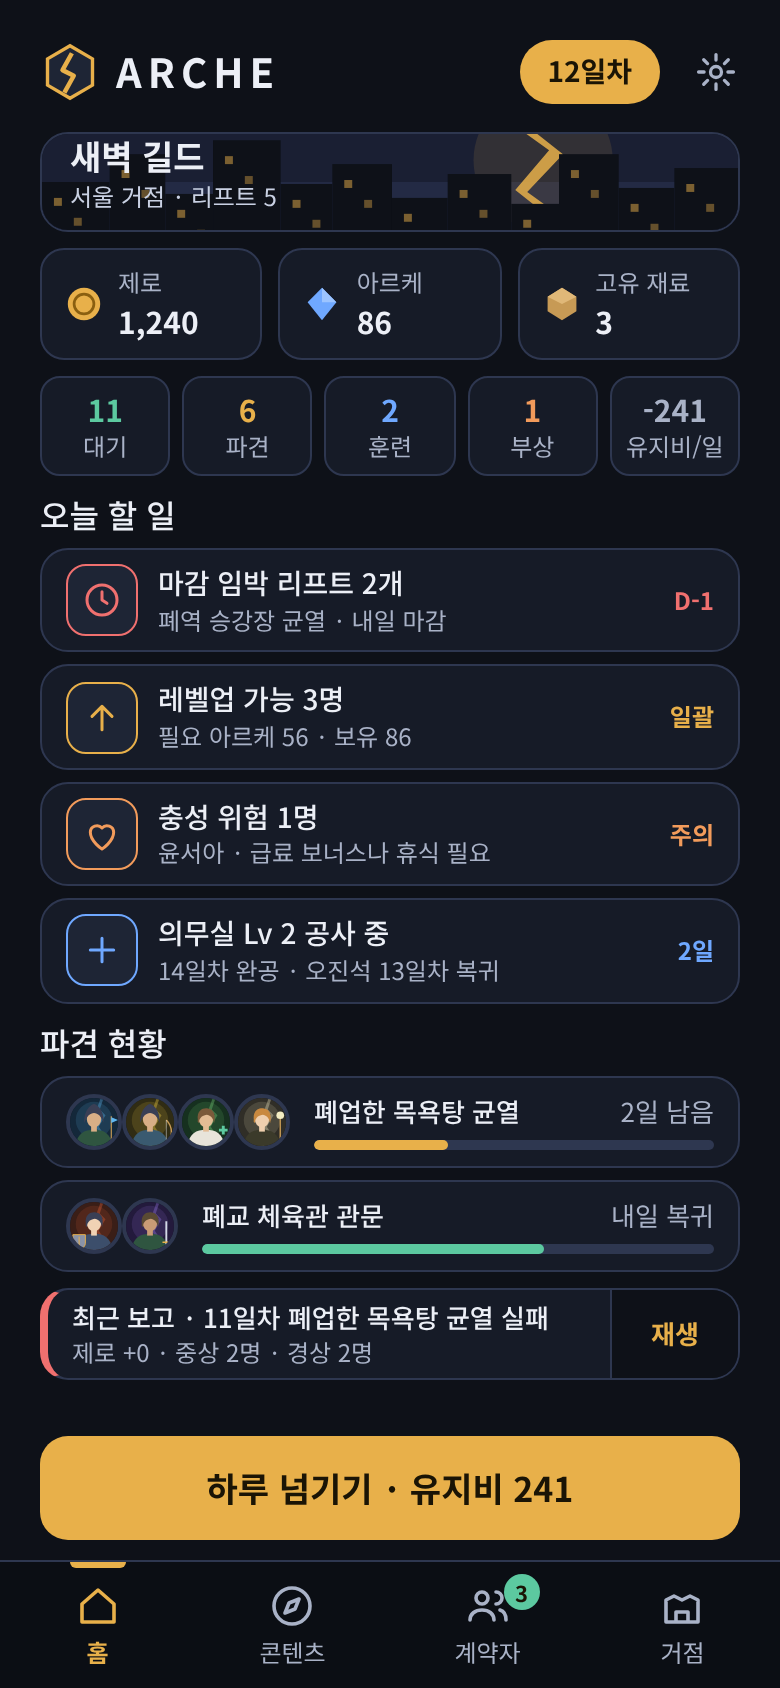 ARCHE
12일차
새벽 길드
서울 거점 · 리프트 5
제로
1,240
아르케
86
고유 재료
3
11
대기
6
파견
2
훈련
1
부상
-241
유지비/일
오늘 할 일
마감 임박 리프트 2개
폐역 승강장 균열 · 내일 마감
D-1
레벨업 가능 3명
필요 아르케 56 · 보유 86
일괄
충성 위험 1명
윤서아 · 급료 보너스나 휴식 필요
주의
의무실 Lv 2 공사 중
14일차 완공 · 오진석 13일차 복귀
2일
파견 현황
폐업한 목욕탕 균열
2일 남음
폐교 체육관 관문
내일 복귀
최근 보고 · 11일차 폐업한 목욕탕 균열 실패
제로 +0 · 중상 2명 · 경상 2명
재생
하루 넘기기 · 유지비 241
홈
콘텐츠
3
계약자
거점